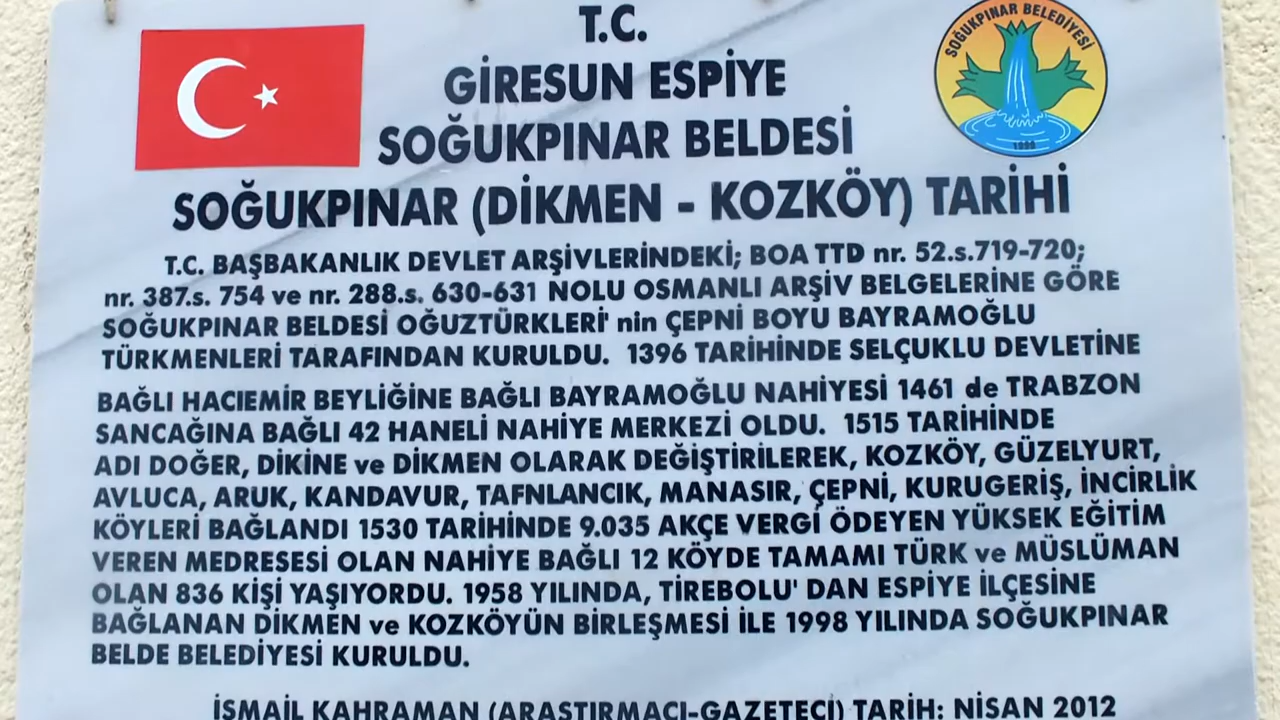 T.C.
GİRESUN ESPİYE
SOĞUKPINAR BELDESİ
SOĞUKPINAR (DİKMEN - KOZKÖY) TARİHİ
SOĞUKPINAR BELEDİYESİ
1998
T.C. BAŞBAKANLIK DEVLET ARŞİVLERİNDEKİ; BOA TTD nr. 52.s.719-720;
nr. 387.s. 754 ve nr. 288.s. 630-631 NOLU OSMANLI ARŞİV BELGELERİNE GÖRE
SOĞUKPINAR BELDESİ OĞUZTÜRKLERİ' nin ÇEPNİ BOYU BAYRAMOĞLU
TÜRKMENLERİ TARAFINDAN KURULDU. 1396 TARİHİNDE SELÇUKLU DEVLETİNE
BAĞLI HACIEMİR BEYLİĞİNE BAĞLI BAYRAMOĞLU NAHİYESİ 1461 de TRABZON
SANCAĞINA BAĞLI 42 HANELİ NAHİYE MERKEZİ OLDU. 1515 TARİHİNDE
ADI DOĞER, DİKİNE ve DİKMEN OLARAK DEĞİŞTİRİLEREK, KOZKÖY, GÜZELYURT,
AVLUCA, ARUK, KANDAVUR, TAFNLANCIK, MANASIR, ÇEPNİ, KURUGERİŞ, İNCİRLİK
KÖYLERİ BAĞLANDI 1530 TARİHİNDE 9.035 AKÇE VERGİ ÖDEYEN YÜKSEK EĞİTİM
VEREN MEDRESESİ OLAN NAHİYE BAĞLI 12 KÖYDE TAMAMI TÜRK ve MÜSLÜMAN
OLAN 836 KİŞİ YAŞIYORDU. 1958 YILINDA, TİREBOLU' DAN ESPİYE İLÇESİNE
BAĞLANAN DİKMEN ve KOZKÖYÜN BİRLEŞMESİ İLE 1998 YILINDA SOĞUKPINAR
BELDE BELEDİYESİ KURULDU.
İSMAİL KAHRAMAN (ARAŞTIRMACI-GAZETECİ) TARİH: NİSAN 2012